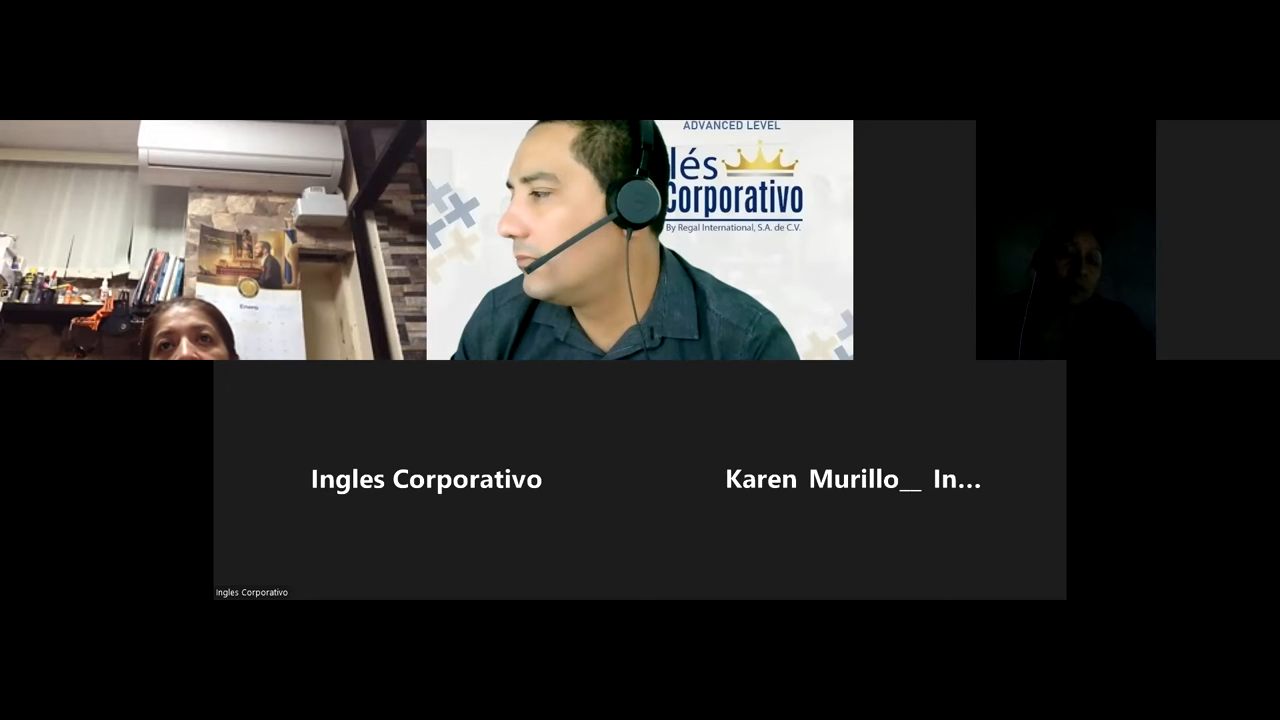 ADVANCED LEVEL
lés
Corporativo
By Regal International, S.A. de C.V.
Enero
Ingles Corporativo
Karen Murillo__ In...
Ingles Corporativo